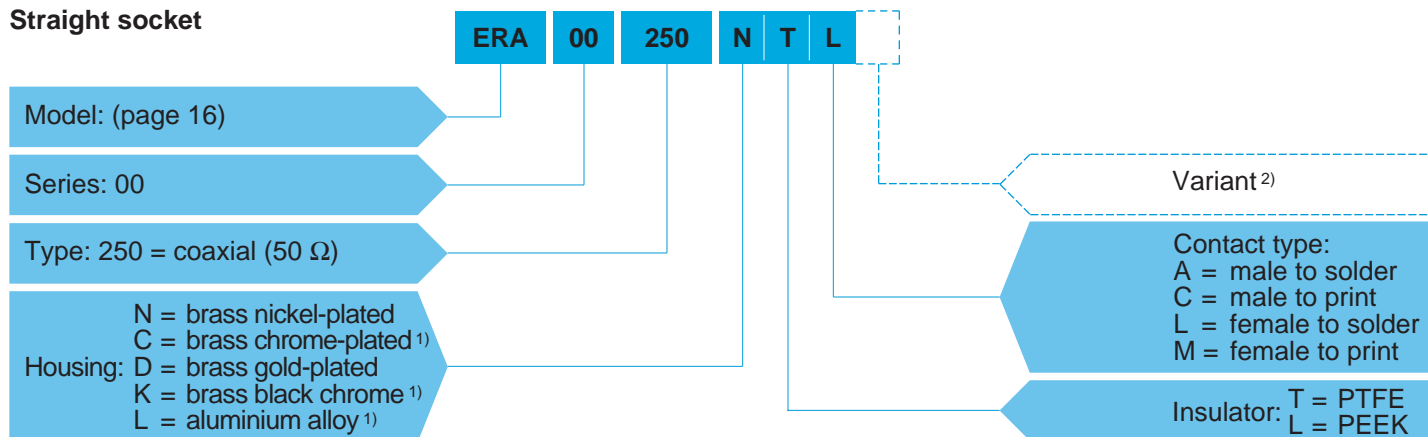 Straight socket
ERA 00 250 N T L
Model: (page 16)
Series: 00
Variant 2)
Type: 250 = coaxial (50 Ω)
Contact type:
A = male to solder
C = male to print
L = female to solder
M = female to print
Housing:
N = brass nickel-plated
C = brass chrome-plated 1)
D = brass gold-plated
K = brass black chrome 1)
L = aluminium alloy 1)
Insulator:
T = PTFE
L = PEEK